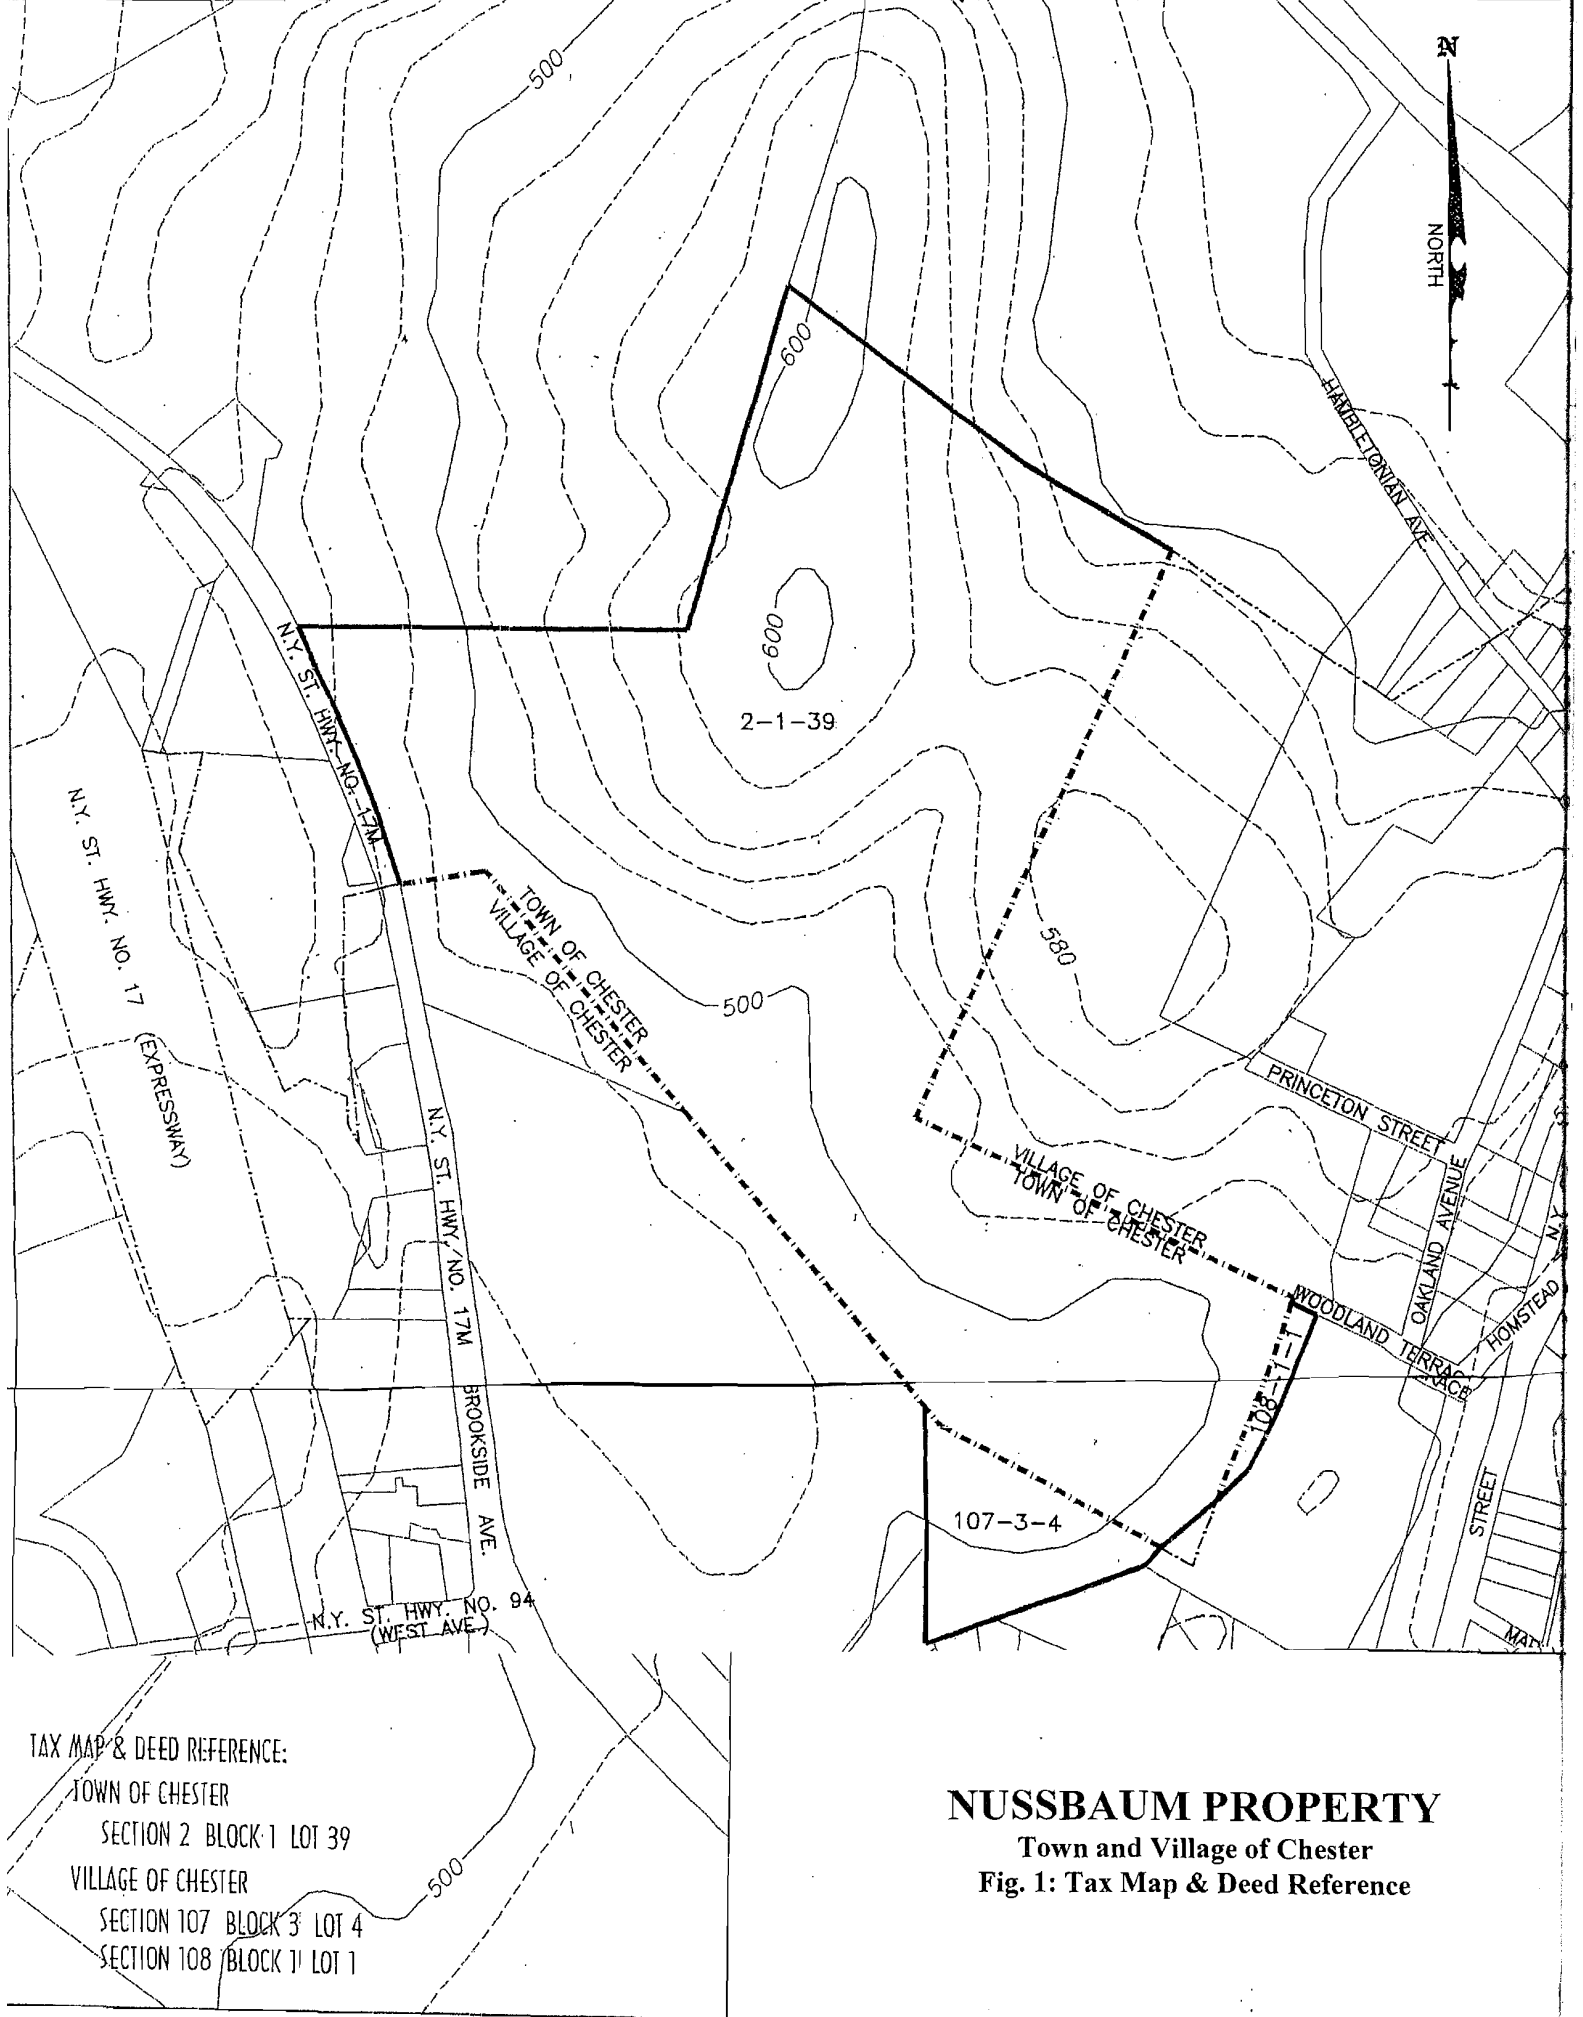 500
N
NORTH
600
HAMBLETONIAN AVE
N.Y. ST. HWY. NO. 17M
600
2-1-39
N.Y. ST. HWY. NO. 17 (EXPRESSWAY)
TOWN OF CHESTER
VILLAGE OF CHESTER
580
500
PRINCETON STREET
N.Y. ST. HWY. NO. 17M BROOKSIDE AVE.
VILLAGE OF CHESTER
TOWN OF CHESTER
OAKLAND AVENUE
N.Y.
WOODLAND TERRACE
HOMSTEAD
108-1-1
107-3-4
STREET
N.Y. ST. HWY. NO. 94
(WEST AVE.)
TAX MAP & DEED REFERENCE:
TOWN OF CHESTER
SECTION 2 BLOCK 1 LOT 39
VILLAGE OF CHESTER
SECTION 107 BLOCK 3 LOT 4
SECTION 108 BLOCK 1 LOT 1
500
NUSSBAUM PROPERTY
Town and Village of Chester
Fig. 1: Tax Map & Deed Reference